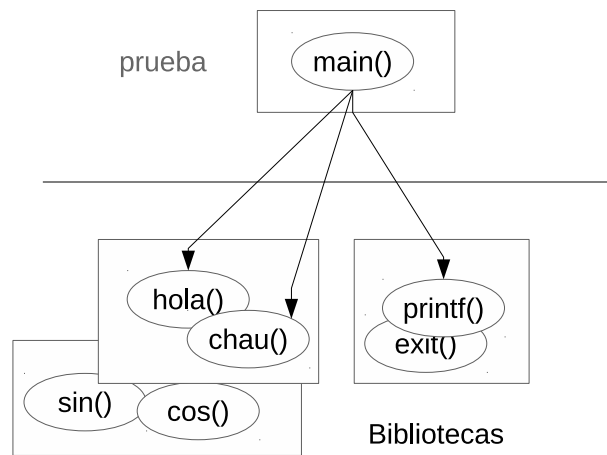 prueba
main()
hola()
chau()
printf()
exit()
sin()
cos()
Bibliotecas